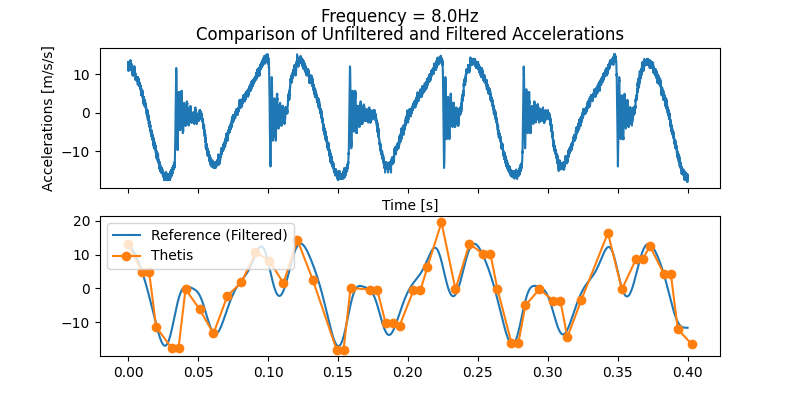 Frequency = 8.0Hz
Comparison of Unfiltered and Filtered Accelerations
Accelerations [m/s/s]
10
0
−10
Time [s]
20
10
0
−10
Reference (Filtered)
Thetis
0.00 0.05 0.10 0.15 0.20 0.25 0.30 0.35 0.40